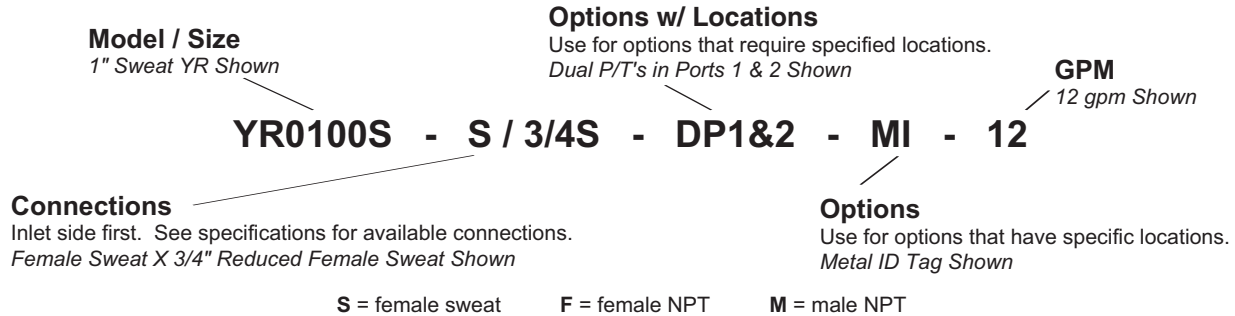 Options w/ Locations
Use for options that require specified locations.
Dual P/T's in Ports 1 & 2 Shown
Model / Size
1" Sweat YR Shown
GPM
12 gpm Shown
YR0100S - S / 3/4S - DP1&2 - MI - 12
Connections
Inlet side first. See specifications for available connections.
Female Sweat X 3/4" Reduced Female Sweat Shown
Options
Use for options that have specific locations.
Metal ID Tag Shown
S = female sweat F = female NPT M = male NPT